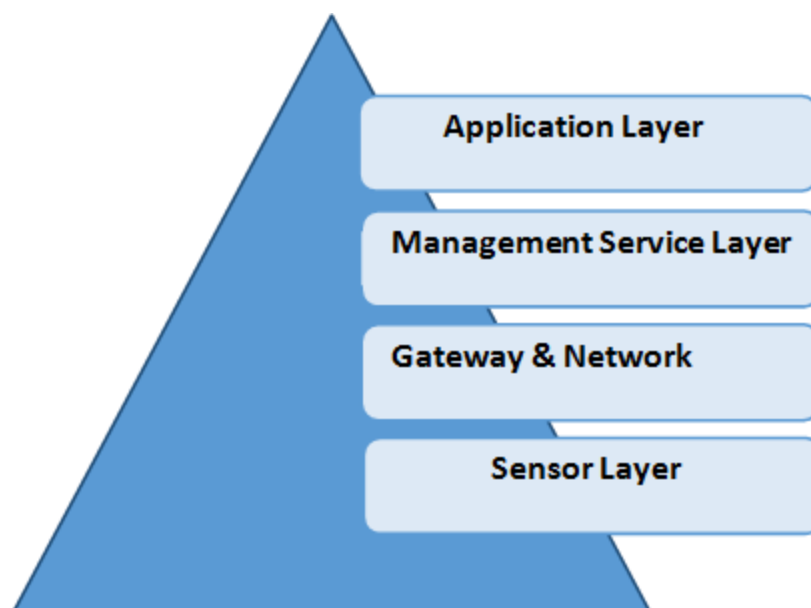 Application Layer
Management Service Layer
Gateway & Network
Sensor Layer